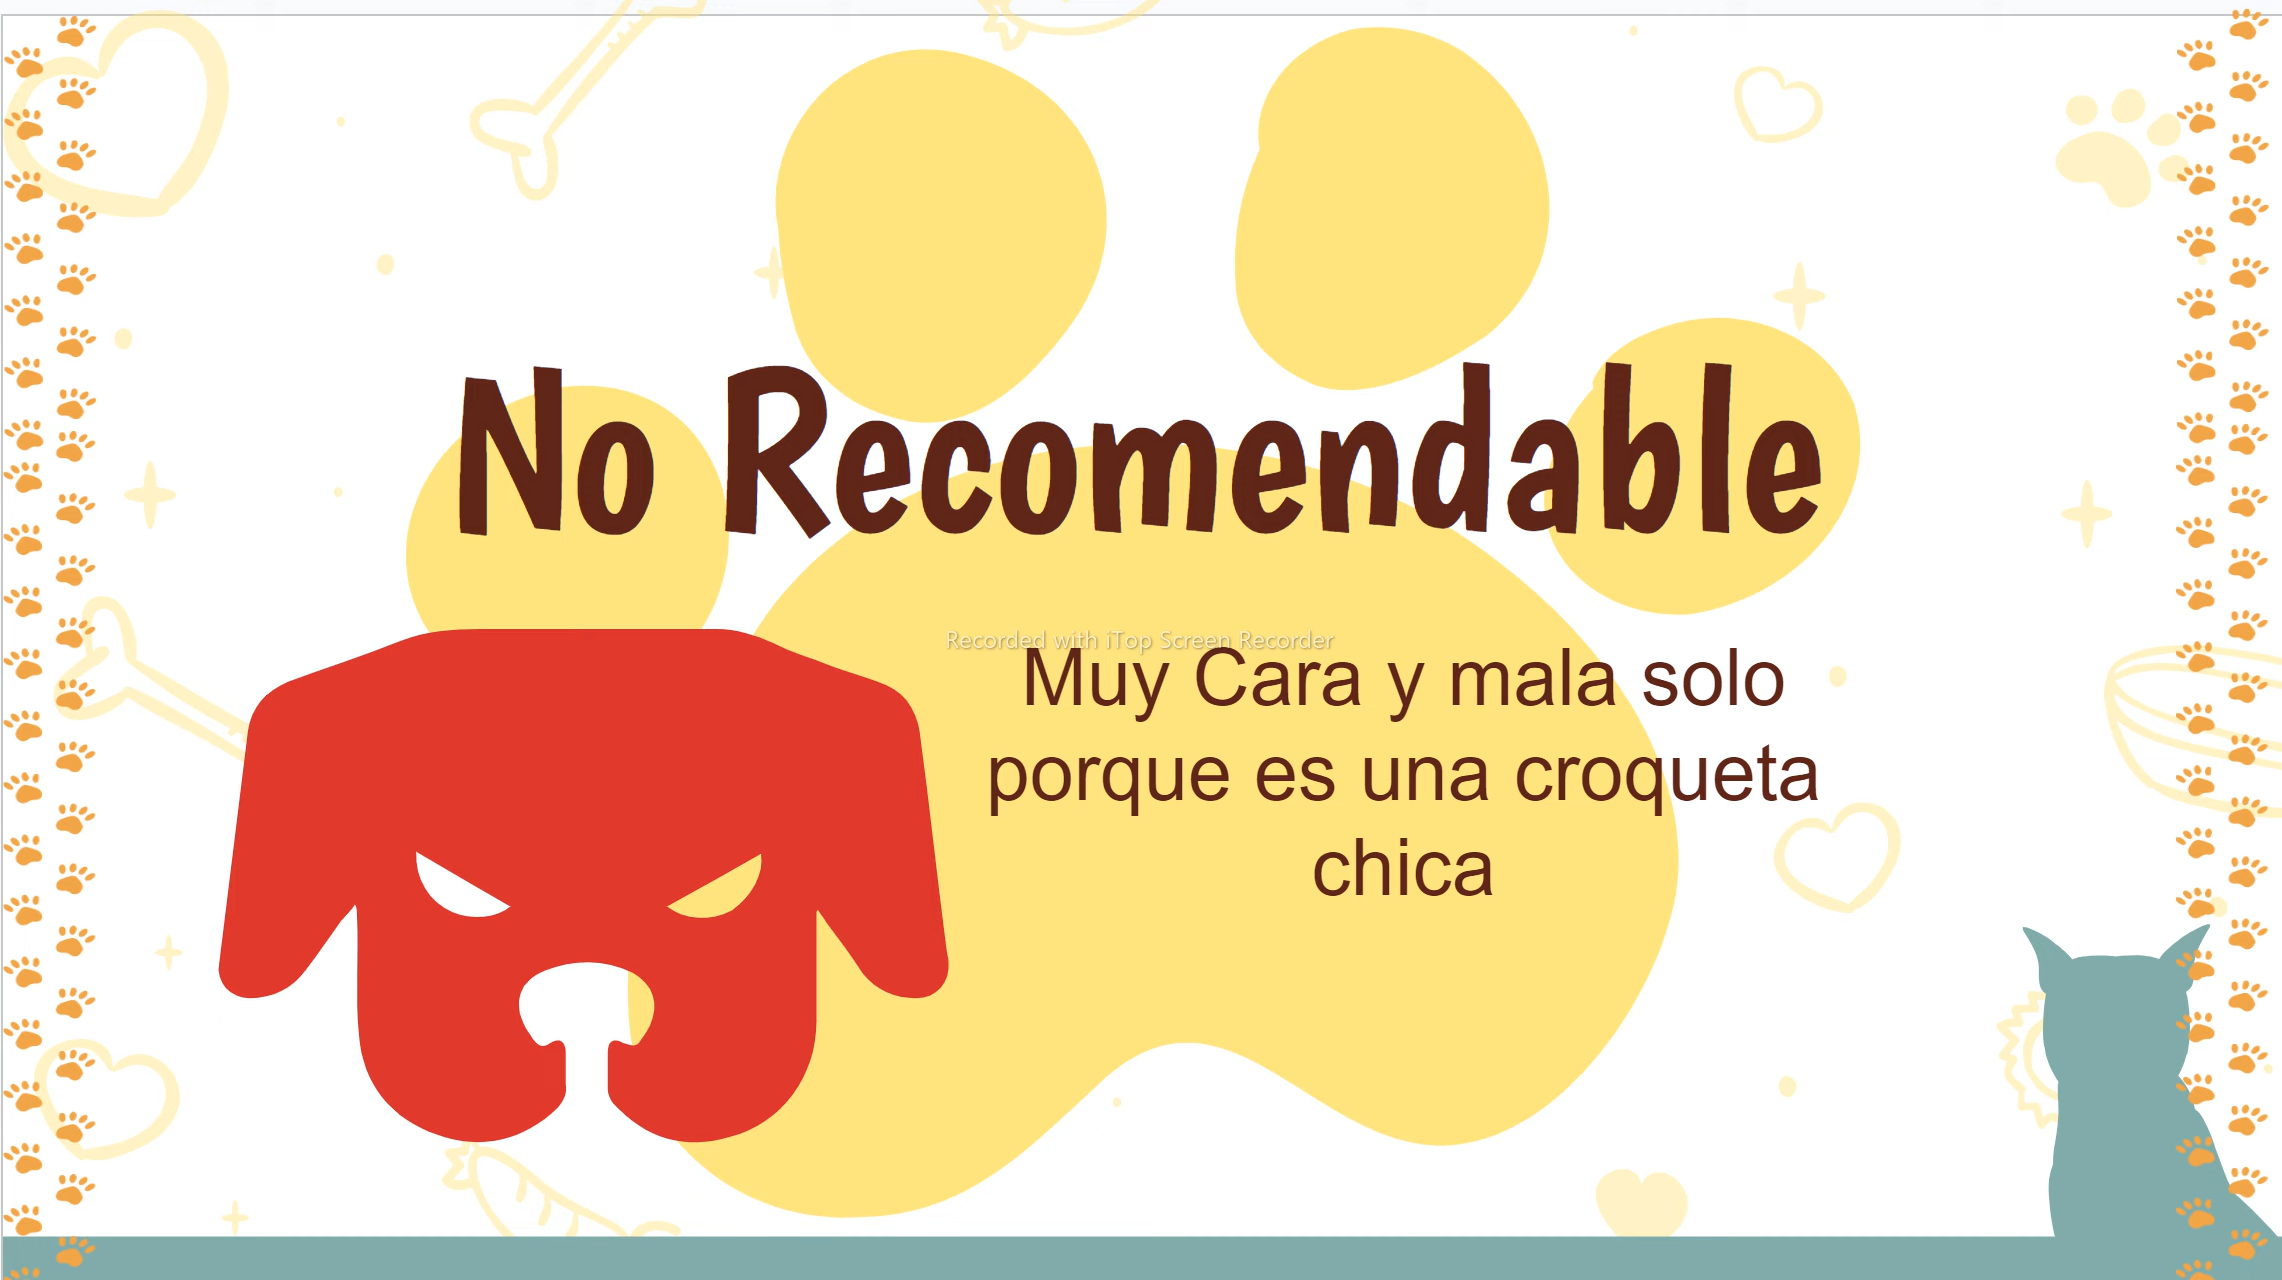 No Recomendable
Recorded with iTop Screen Recorder
Muy Cara y mala solo
porque es una croqueta
chica